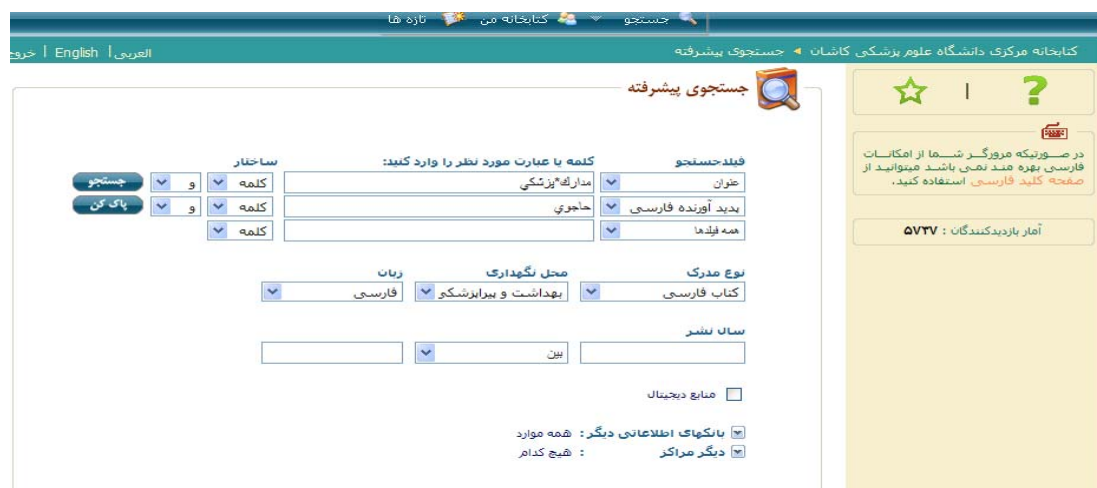 جستجو کتابخانه من تازه ها
کتابخانه مرکزی دانشگاه علوم پزشکی کاشان جستجوی پیشرفته العربی | English | خروج
? |
در صورتیکه مرورگر شما از امکانات
فارسی بهره مند نمی باشد میتوانید از
صفحه کلید فارسی استفاده کنید.
آمار بازدیدکنندگان : ۵۷۳۷
جستجوی پیشرفته
فیلدجستجو کلمه یا عبارت مورد نظر را وارد کنید: ساختار
عنوان مدارك*پزشكي کلمه و جستجو
پدید آورنده فارسی حاجوي کلمه و پاک کن
همه فیلدها کلمه
نوع مدرک محل نگهداری زبان
کتاب فارسی بهداشت و پیراپزشکی فارسی
سال نشر
بین
منابع دیجیتال
بانکهای اطلاعاتی دیگر : همه موارد
دیگر مراکز : هیچ کدام